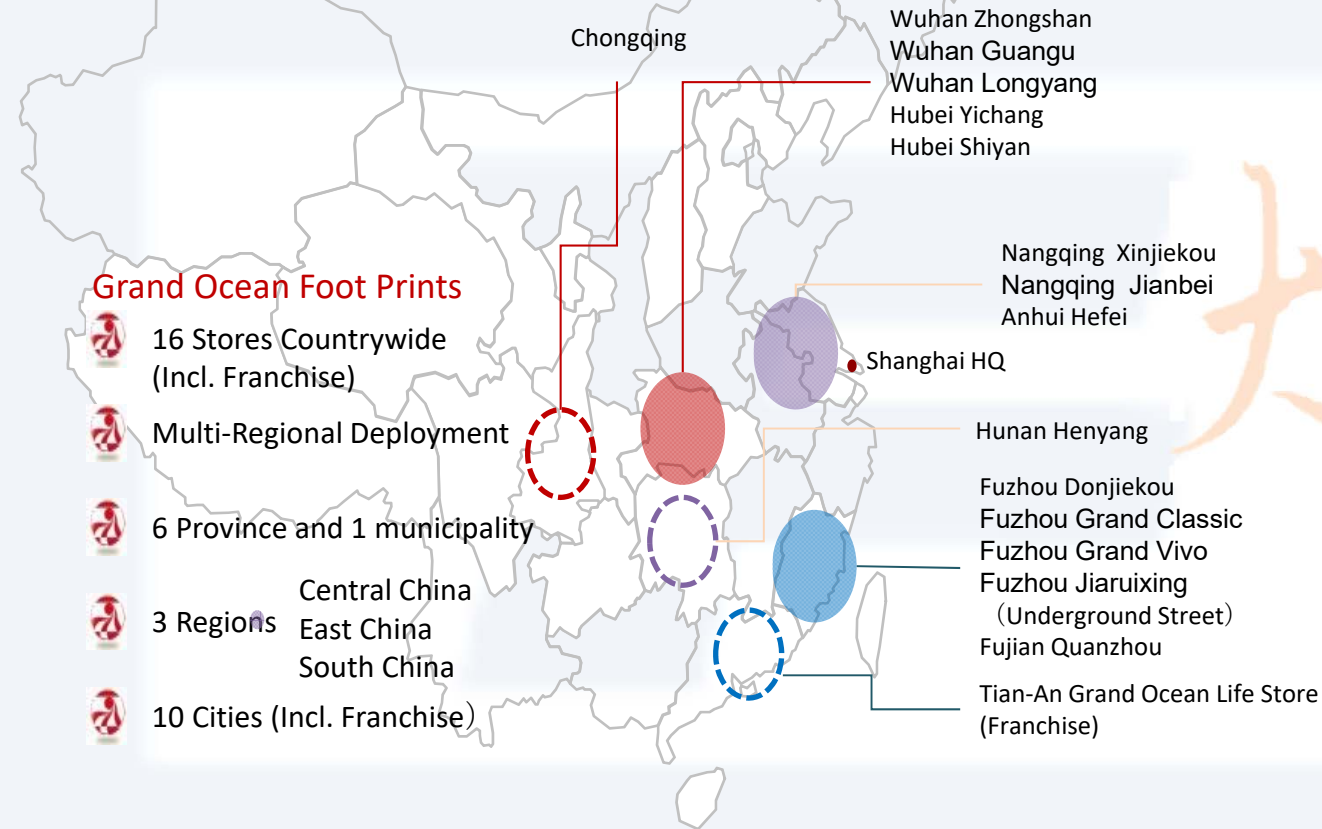 Chongqing
Wuhan Zhongshan
Wuhan Guangu
Wuhan Longyang
Hubei Yichang
Hubei Shiyan
Nangqing Xinjiekou
Nangqing Jianbei
Anhui Hefei
Shanghai HQ
Grand Ocean Foot Prints
16 Stores Countrywide
(Incl. Franchise)
Multi-Regional Deployment
6 Province and 1 municipality
3 Regions
Central China
East China
South China
10 Cities (Incl. Franchise）
Hunan Henyang
Fuzhou Donjiekou
Fuzhou Grand Classic
Fuzhou Grand Vivo
Fuzhou Jiaruixing
（Underground Street）
Fujian Quanzhou
Tian-An Grand Ocean Life Store
(Franchise)